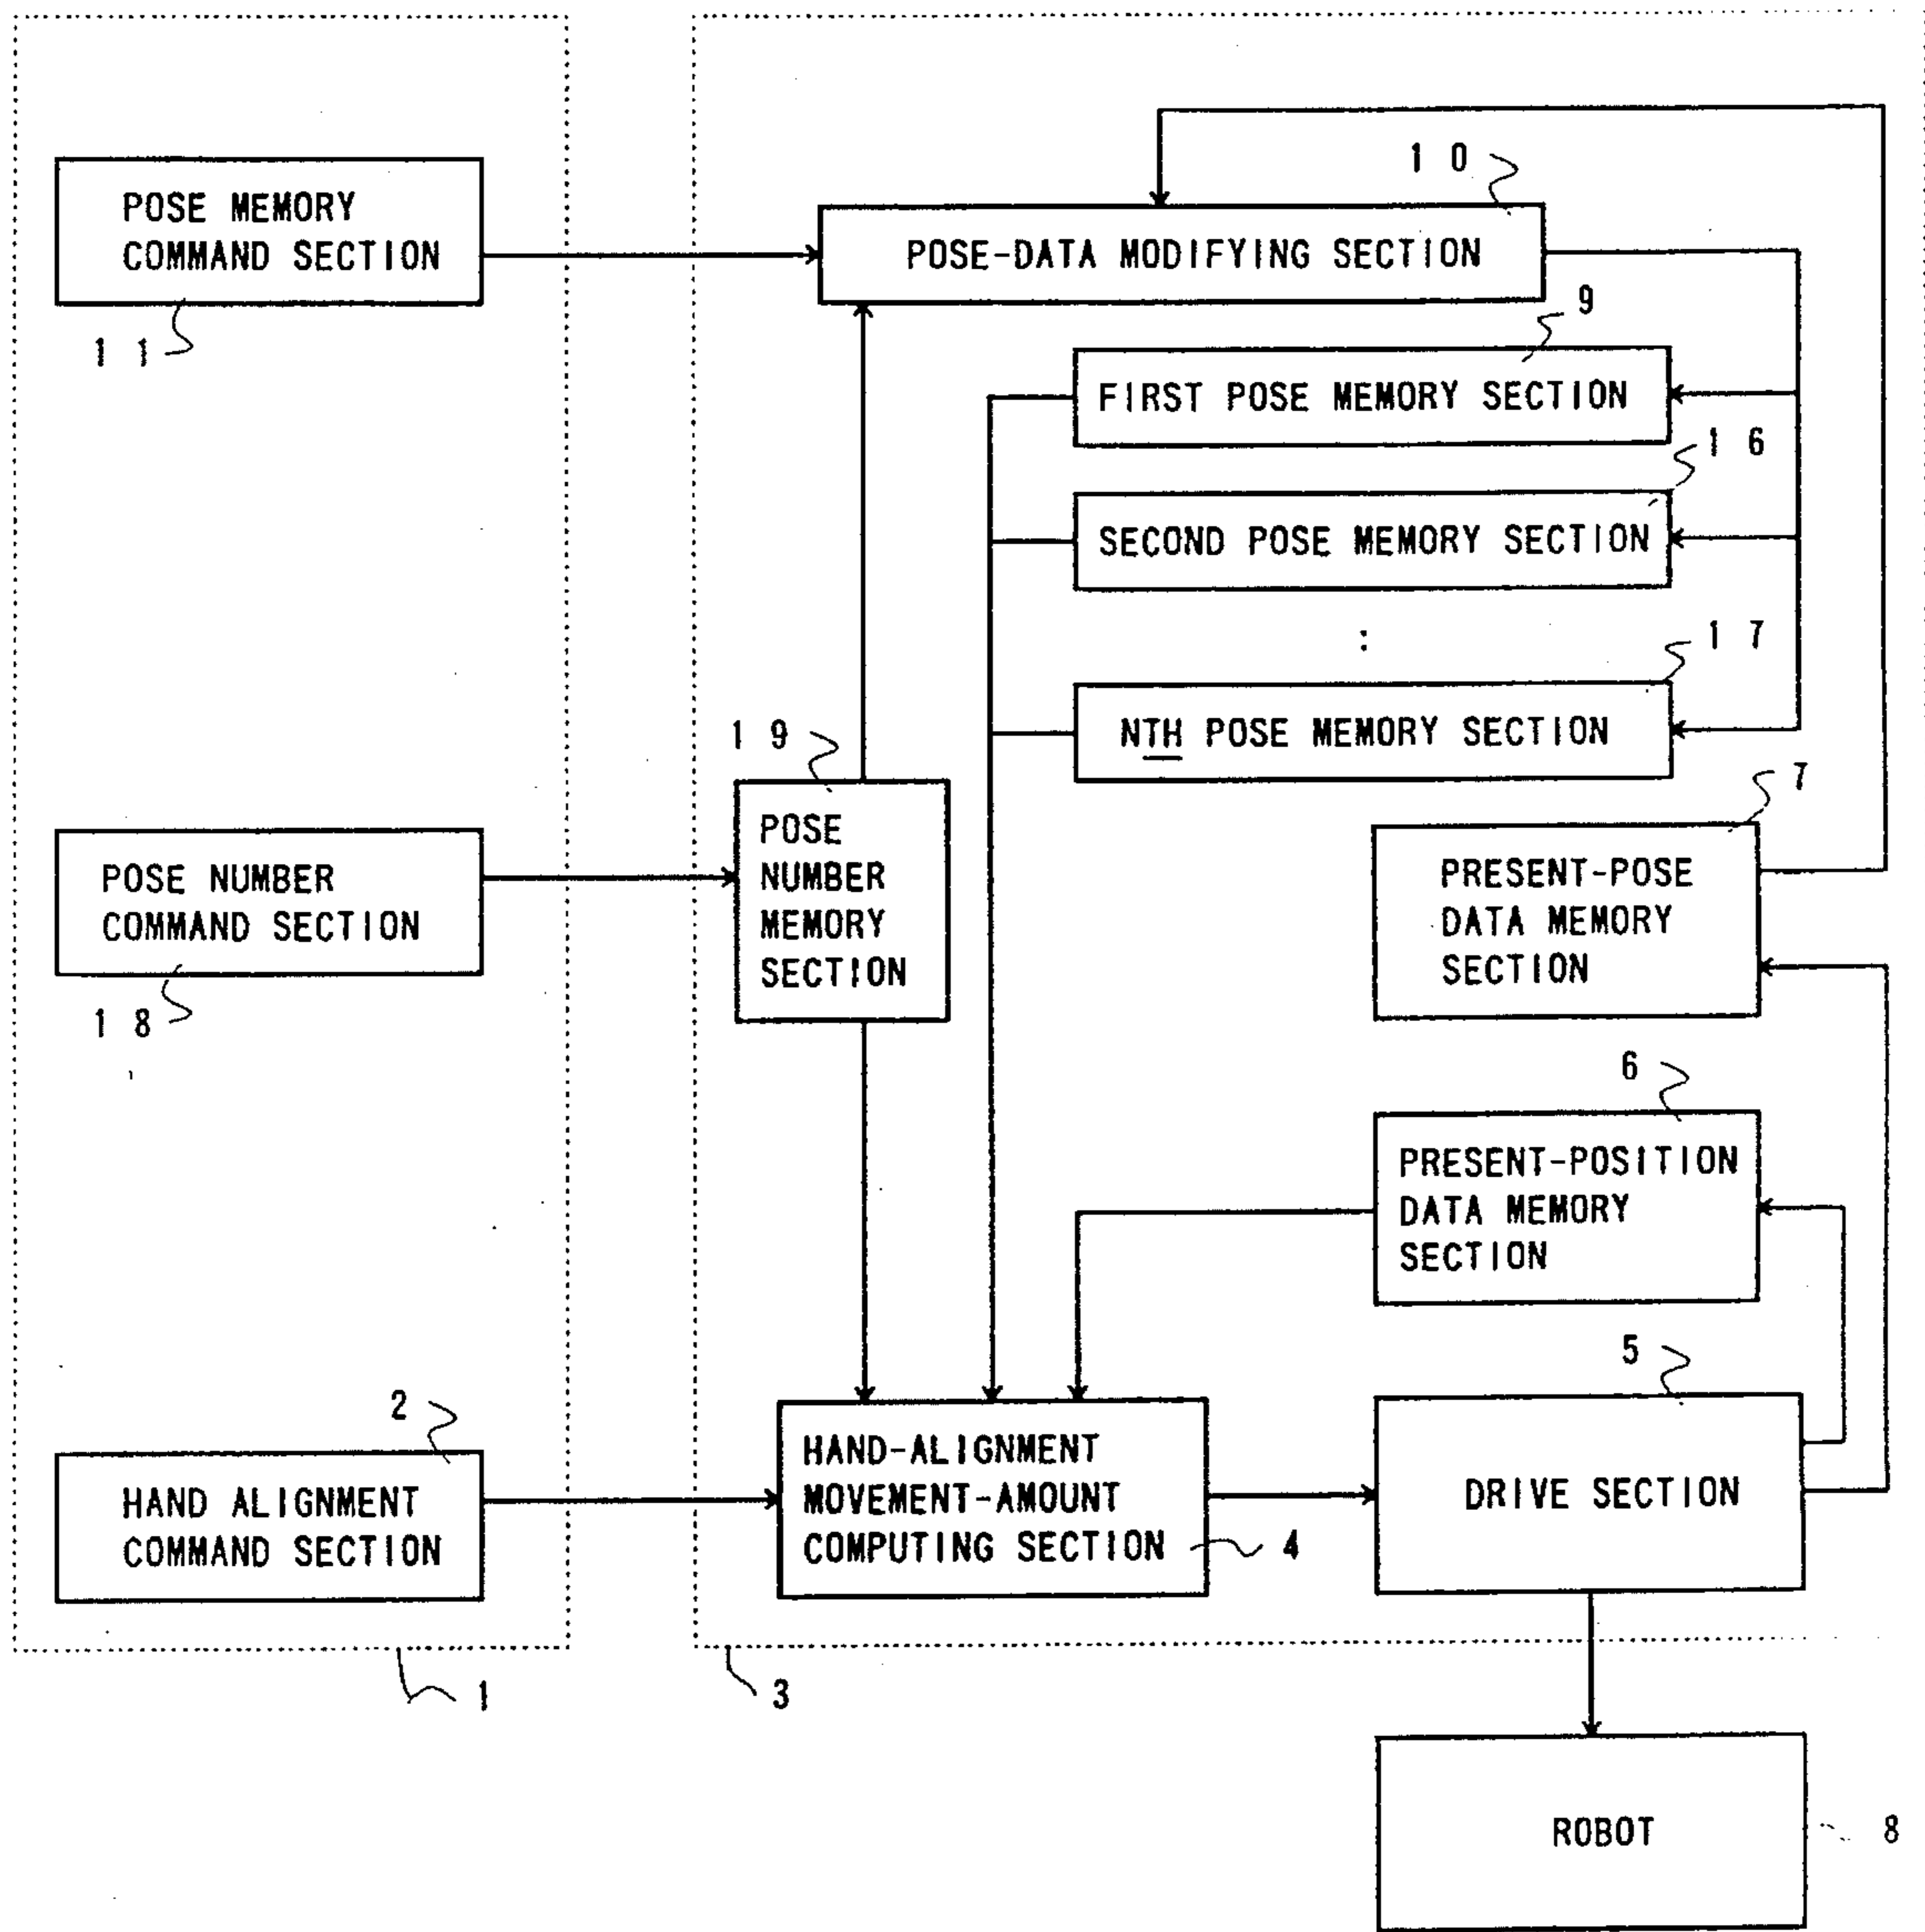 1 0
POSE MEMORY
COMMAND SECTION
1 1
POSE-DATA MODIFYING SECTION
9
FIRST POSE MEMORY SECTION
1 6
SECOND POSE MEMORY SECTION
:
1 7
NTH POSE MEMORY SECTION
1 9
POSE
NUMBER
MEMORY
SECTION
7
PRESENT-POSE
DATA MEMORY
SECTION
POSE NUMBER
COMMAND SECTION
1 8
6
PRESENT-POSITION
DATA MEMORY
SECTION
2
HAND ALIGNMENT
COMMAND SECTION
HAND-ALIGNMENT
MOVEMENT-AMOUNT
COMPUTING SECTION
4
5
DRIVE SECTION
1
3
ROBOT
8